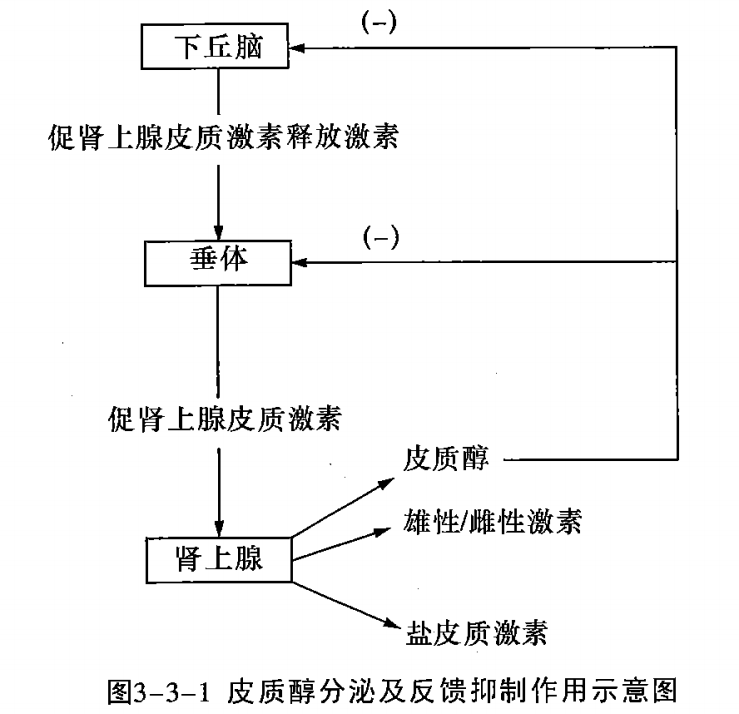 (-)
下丘脑
促肾上腺皮质激素释放激素
(-)
垂体
促肾上腺皮质激素
皮质醇
雄性/雌性激素
肾上腺
盐皮质激素
图3-3-1 皮质醇分泌及反馈抑制作用示意图